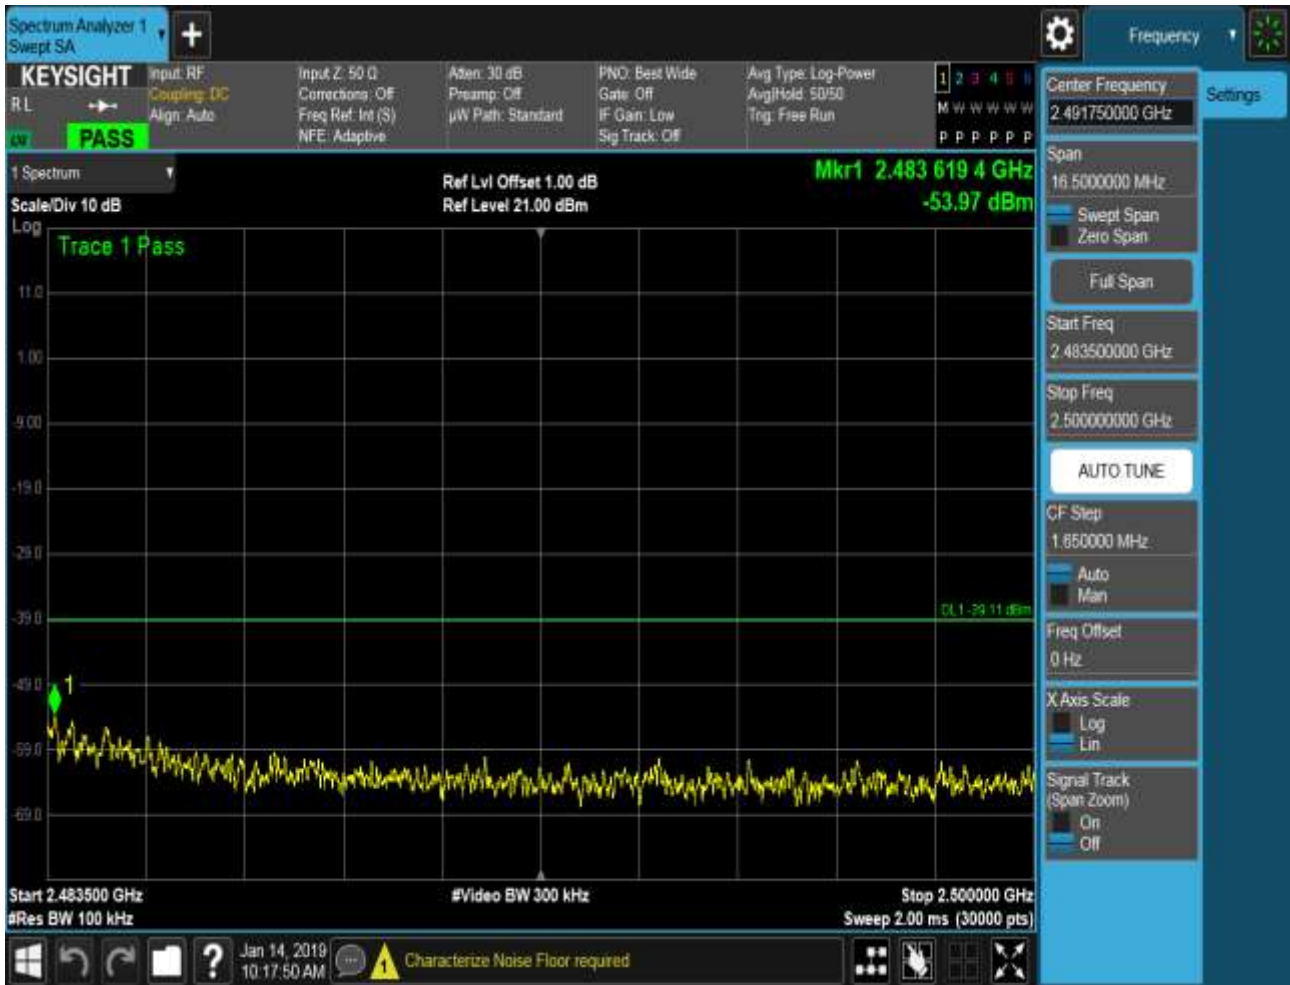 Spectrum Analyzer 1
Swept SA
+
Frequency
KEYSIGHT
RL
PASS
Input: RF
Coupling: DC
Align: Auto
Input Z: 50 Ω
Corrections: Off
Freq Ref: Int (S)
NFE: Adaptive
Atten: 30 dB
Preamp: Off
µW Path: Standard
PNO: Best Wide
Gate: Off
IF Gain: Low
Sig Track: Off
Avg Type: Log-Power
Avg|Hold: 50/50
Trig: Free Run
1 2 3 4 5 6
M W W W W W
P P P P P P
1 Spectrum
Scale/Div 10 dB
Ref Lvl Offset 1.00 dB
Ref Level 21.00 dBm
Mkr1 2.483 619 4 GHz
-53.97 dBm
Log
Trace 1 Pass
11.0
1.00
-9.00
-19.0
-29.0
-39.0
DL1 -39.11 dBm
-49.0
1
-59.0
-69.0
Start 2.483500 GHz
#Res BW 100 kHz
#Video BW 300 kHz
Stop 2.500000 GHz
Sweep 2.00 ms (30000 pts)
Center Frequency
2.491750000 GHz
Settings
Span
16.5000000 MHz
Swept Span
Zero Span
Full Span
Start Freq
2.483500000 GHz
Stop Freq
2.500000000 GHz
AUTO TUNE
CF Step
1.650000 MHz
Auto
Man
Freq Offset
0 Hz
X Axis Scale
Log
Lin
Signal Track
(Span Zoom)
On
Off
?
Jan 14, 2019
10:17:50 AM
1
Characterize Noise Floor required